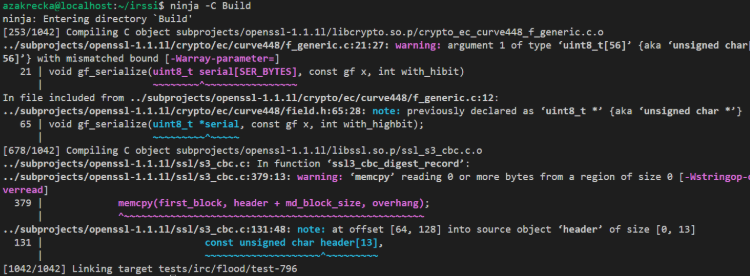 azakrecka@localhost:~/irssi$ ninja -C Build
ninja: Entering directory `Build'
[253/1042] Compiling C object subprojects/openssl-1.1.1l/libcrypto.so.p/crypto_ec_curve448_f_generic.c.o
../subprojects/openssl-1.1.1l/crypto/ec/curve448/f_generic.c:21:27: warning: argument 1 of type ‘uint8_t[56]’ {aka ‘unsigned char[
56]’} with mismatched bound [-Warray-parameter=]
21 | void gf_serialize(uint8_t serial[SER_BYTES], const gf x, int with_hibit)
| ~~~~~~~~^~~~~~~~~~~~~~~~~
In file included from ../subprojects/openssl-1.1.1l/crypto/ec/curve448/f_generic.c:12:
../subprojects/openssl-1.1.1l/crypto/ec/curve448/field.h:65:28: note: previously declared as ‘uint8_t *’ {aka ‘unsigned char *’}
65 | void gf_serialize(uint8_t *serial, const gf x, int with_highbit);
| ~~~~~~~~~^~~~~~
[678/1042] Compiling C object subprojects/openssl-1.1.1l/libssl.so.p/ssl_s3_cbc.c.o
../subprojects/openssl-1.1.1l/ssl/s3_cbc.c: In function ‘ssl3_cbc_digest_record’:
../subprojects/openssl-1.1.1l/ssl/s3_cbc.c:379:13: warning: ‘memcpy’ reading 0 or more bytes from a region of size 0 [-Wstringop-o
verread]
379 | memcpy(first_block, header + md_block_size, overhang);
| ^~~~~~~~~~~~~~~~~~~~~~~~~~~~~~~~~~~~~~~~~~~~~~~~~~~~~
../subprojects/openssl-1.1.1l/ssl/s3_cbc.c:131:48: note: at offset [64, 128] into source object ‘header’ of size [0, 13]
131 | const unsigned char header[13],
| ~~~~~~~~~~~~~~~~~~~~^~~~~~~~~~
[1042/1042] Linking target tests/irc/flood/test-796